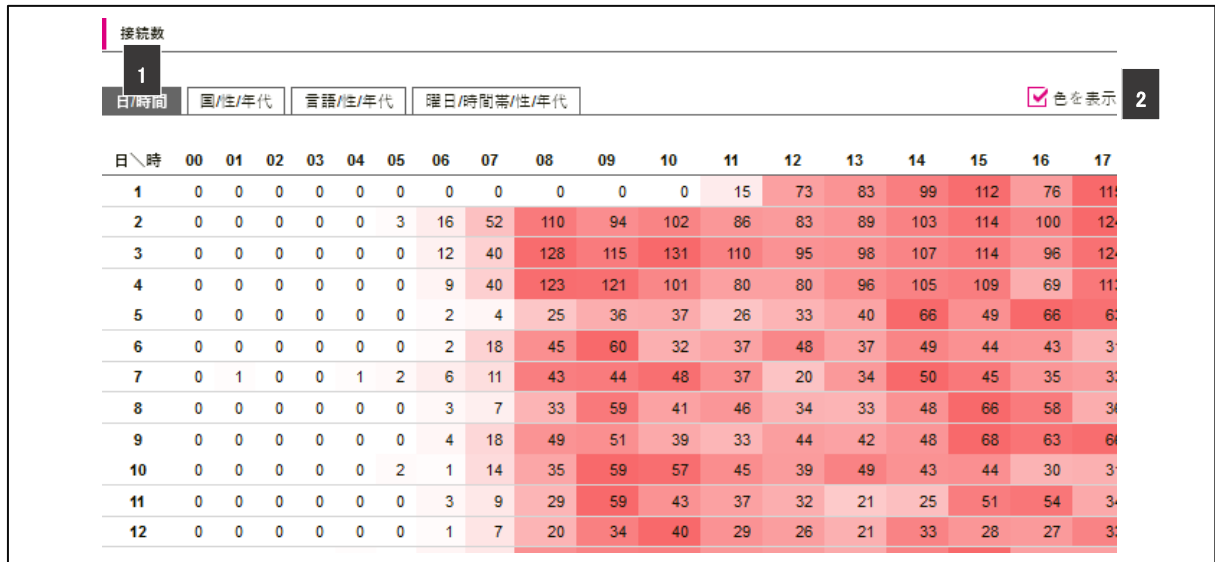 接続数
1
日/時間 国/性/年代 言語/性/年代 曜日/時間帯/性/年代 色を表示 2
日＼時 00 01 02 03 04 05 06 07 08 09 10 11 12 13 14 15 16 17
1 0 0 0 0 0 0 0 0 0 0 0 15 73 83 99 112 76
2 0 0 0 0 0 3 16 52 110 94 102 86 83 89 103 114 100
3 0 0 0 0 0 0 12 40 128 115 131 110 95 98 107 114 96
4 0 0 0 0 0 0 9 40 123 121 101 80 80 96 105 109 69
5 0 0 0 0 0 0 2 4 25 36 37 26 33 40 66 49 66
6 0 0 0 0 0 0 2 18 45 60 32 37 48 37 49 44 43
7 0 1 0 0 1 2 6 11 43 44 48 37 20 34 50 45 35
8 0 0 0 0 0 0 3 7 33 59 41 46 34 33 48 66 58
9 0 0 0 0 0 0 4 18 49 51 39 33 44 42 48 68 63
10 0 0 0 0 0 2 1 14 35 59 57 45 39 49 43 44 30
11 0 0 0 0 0 0 3 9 29 59 43 37 32 21 25 51 54
12 0 0 0 0 0 0 1 7 20 34 40 29 26 21 33 28 27